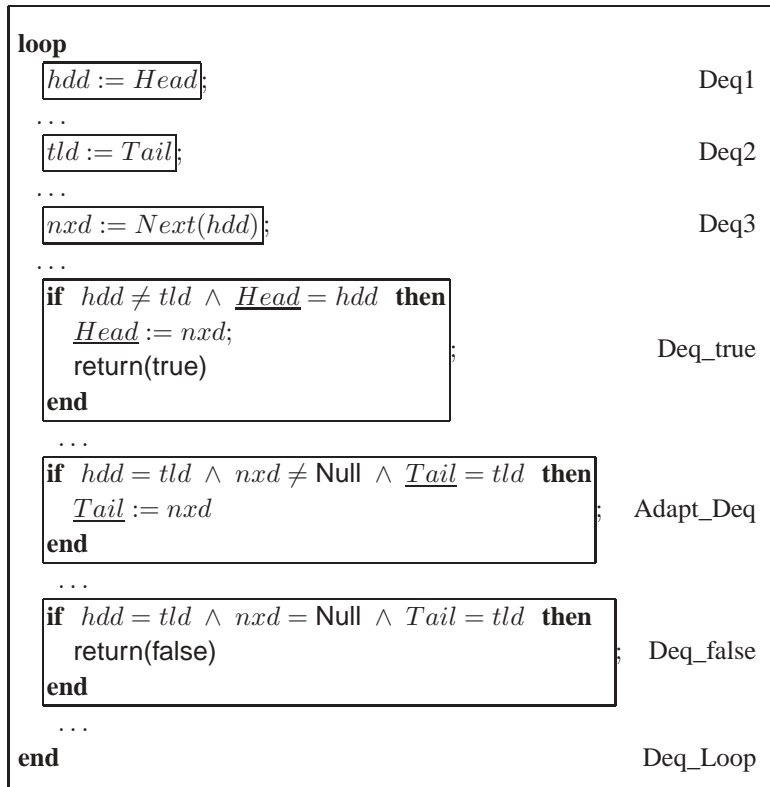 loop
hdd := Head; Deq1
. . .
tld := Tail; Deq2
. . .
nxd := Next(hdd); Deq3
. . .
if hdd ≠ tld ∧ Head = hdd then
Head := nxd;
return(true)
; Deq_true
end
. . .
if hdd = tld ∧ nxd ≠ Null ∧ Tail = tld then
Tail := nxd ; Adapt_Deq
end
. . .
if hdd = tld ∧ nxd = Null ∧ Tail = tld then
return(false) ; Deq_false
end
. . .
end Deq_Loop